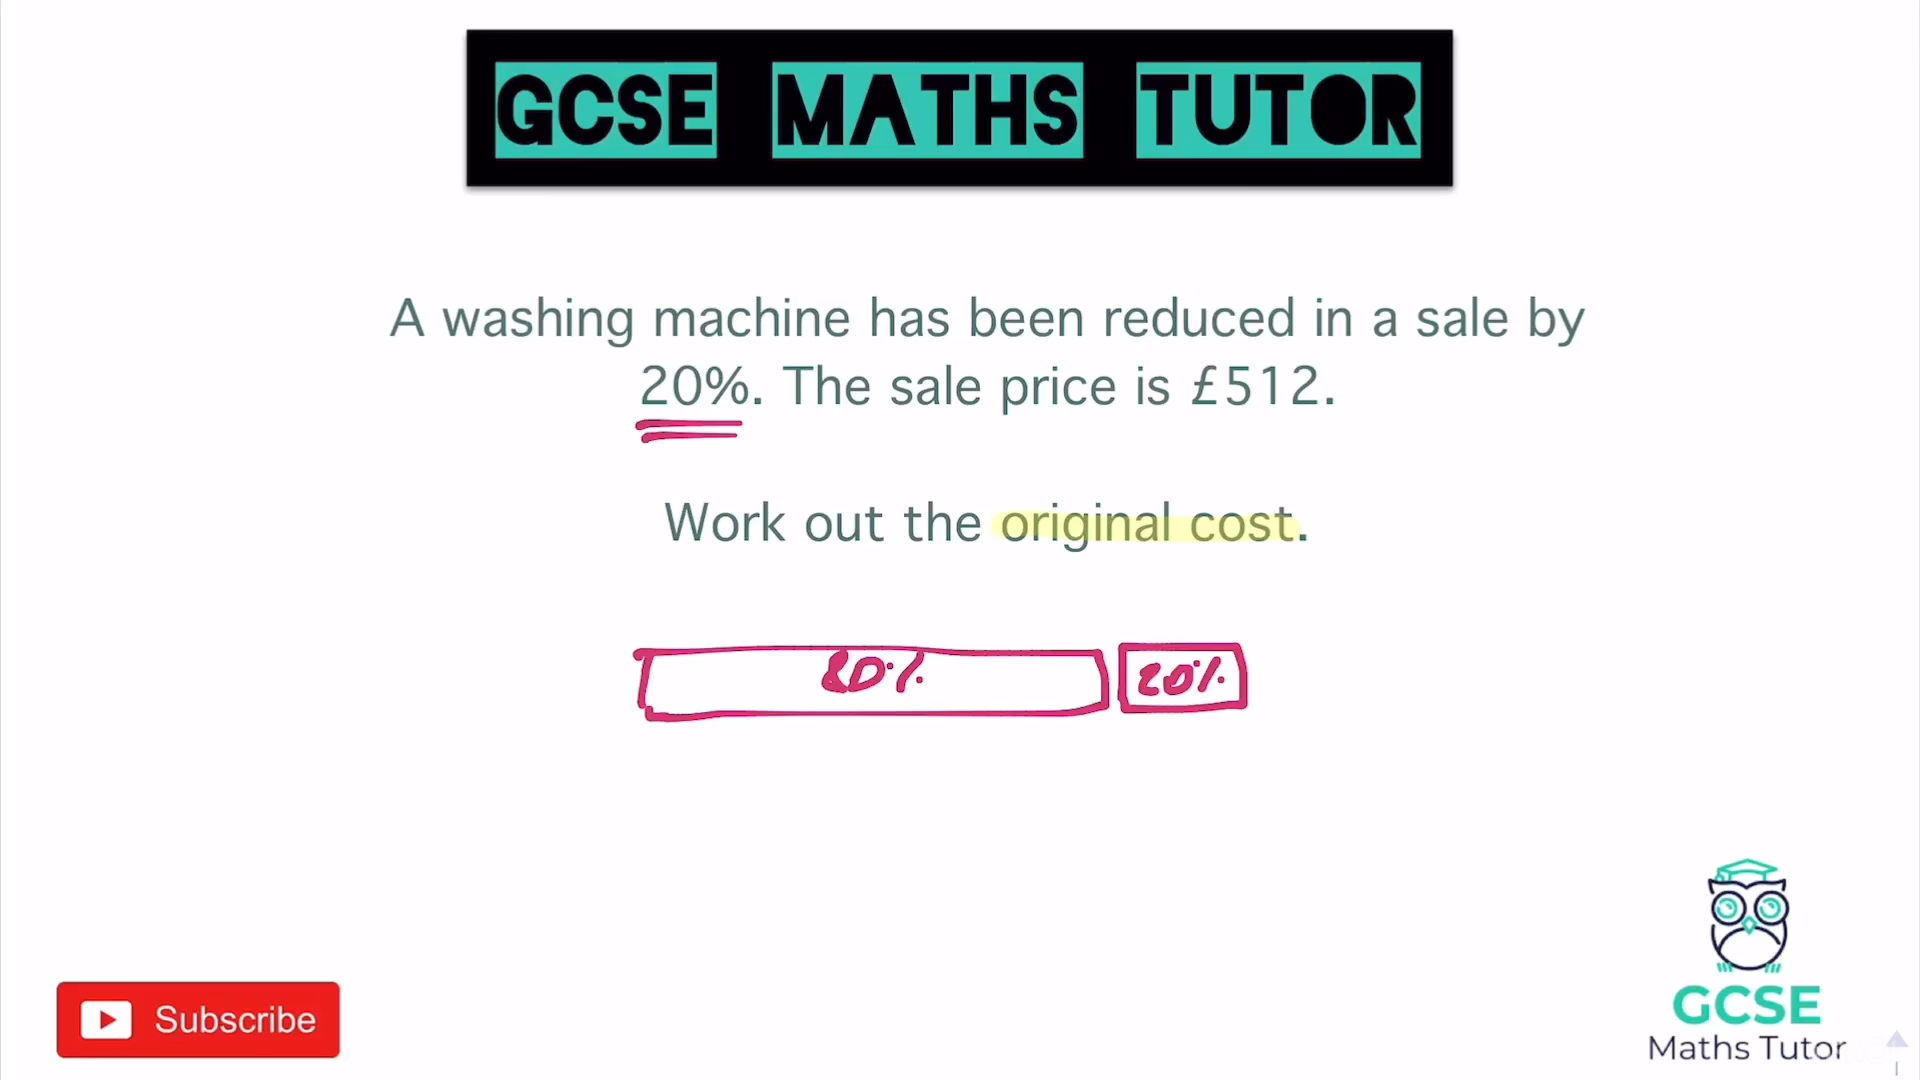 GCSE MATHS TUTOR
A washing machine has been reduced in a sale by
20%. The sale price is £512.
Work out the original cost.
80% 20%
Subscribe
GCSE
Maths Tutor